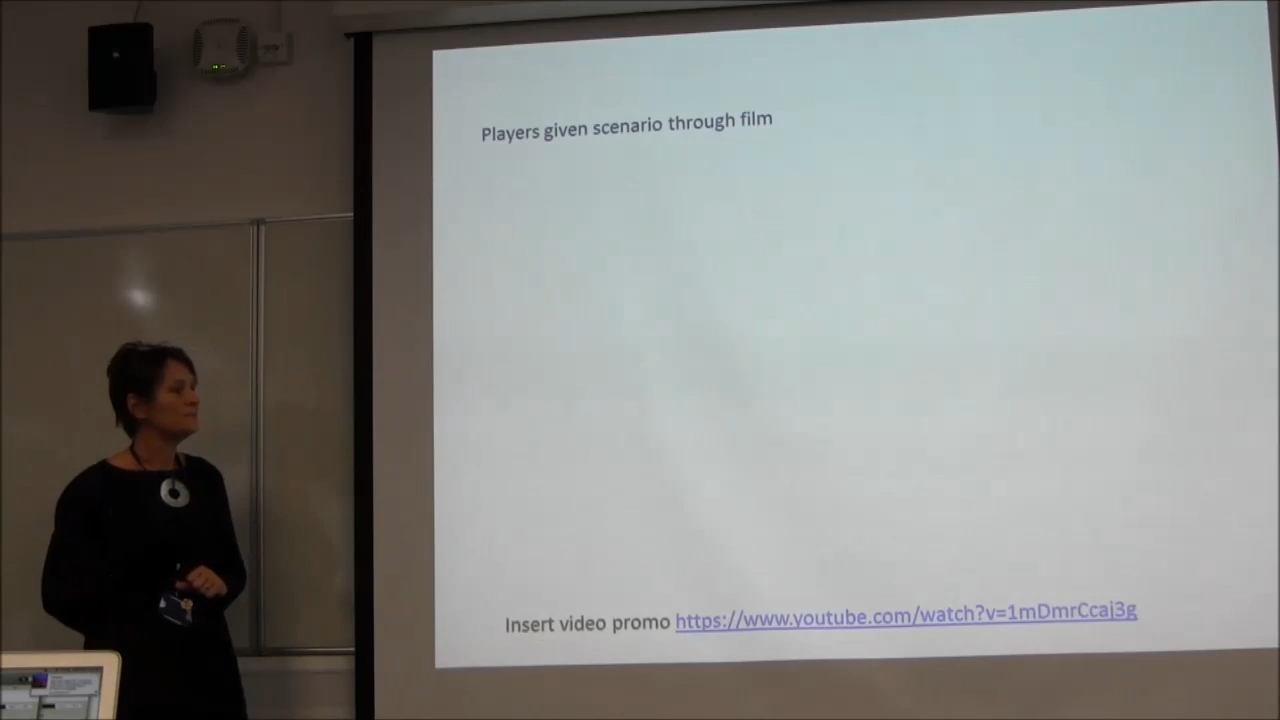 Players given scenario through film
Insert video promo https://www.youtube.com/watch?v=1mDmrCcaj3g